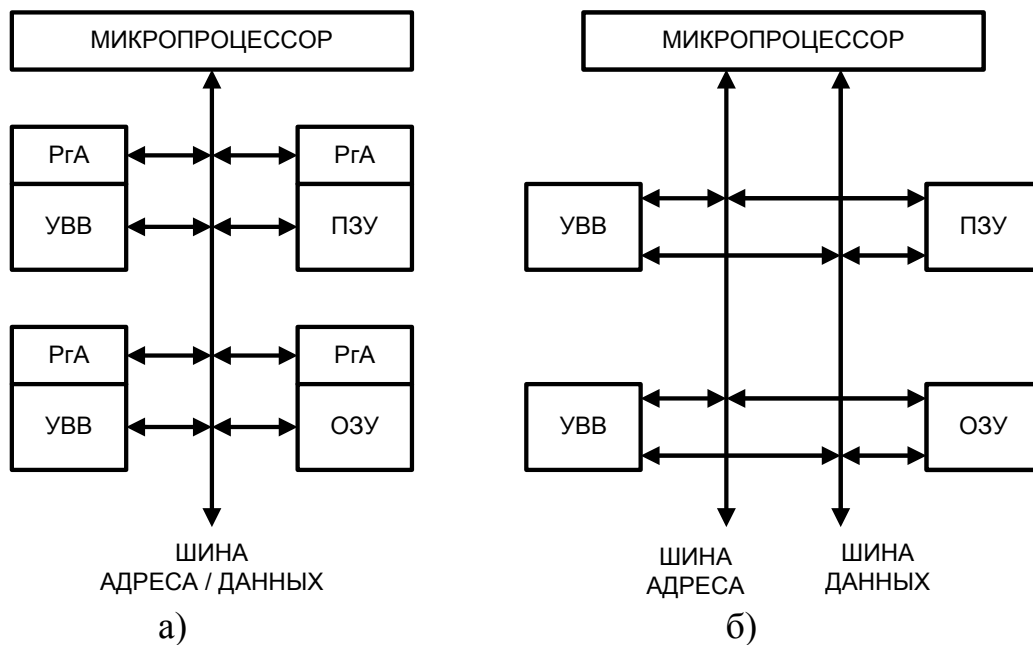 МИКРОПРОЦЕССОР
РгА
РгА
УВВ
ПЗУ
РгА
РгА
УВВ
ОЗУ
ШИНА
АДРЕСА / ДАННЫХ
а)
МИКРОПРОЦЕССОР
УВВ
ПЗУ
УВВ
ОЗУ
ШИНА
АДРЕСА
ШИНА
ДАННЫХ
б)